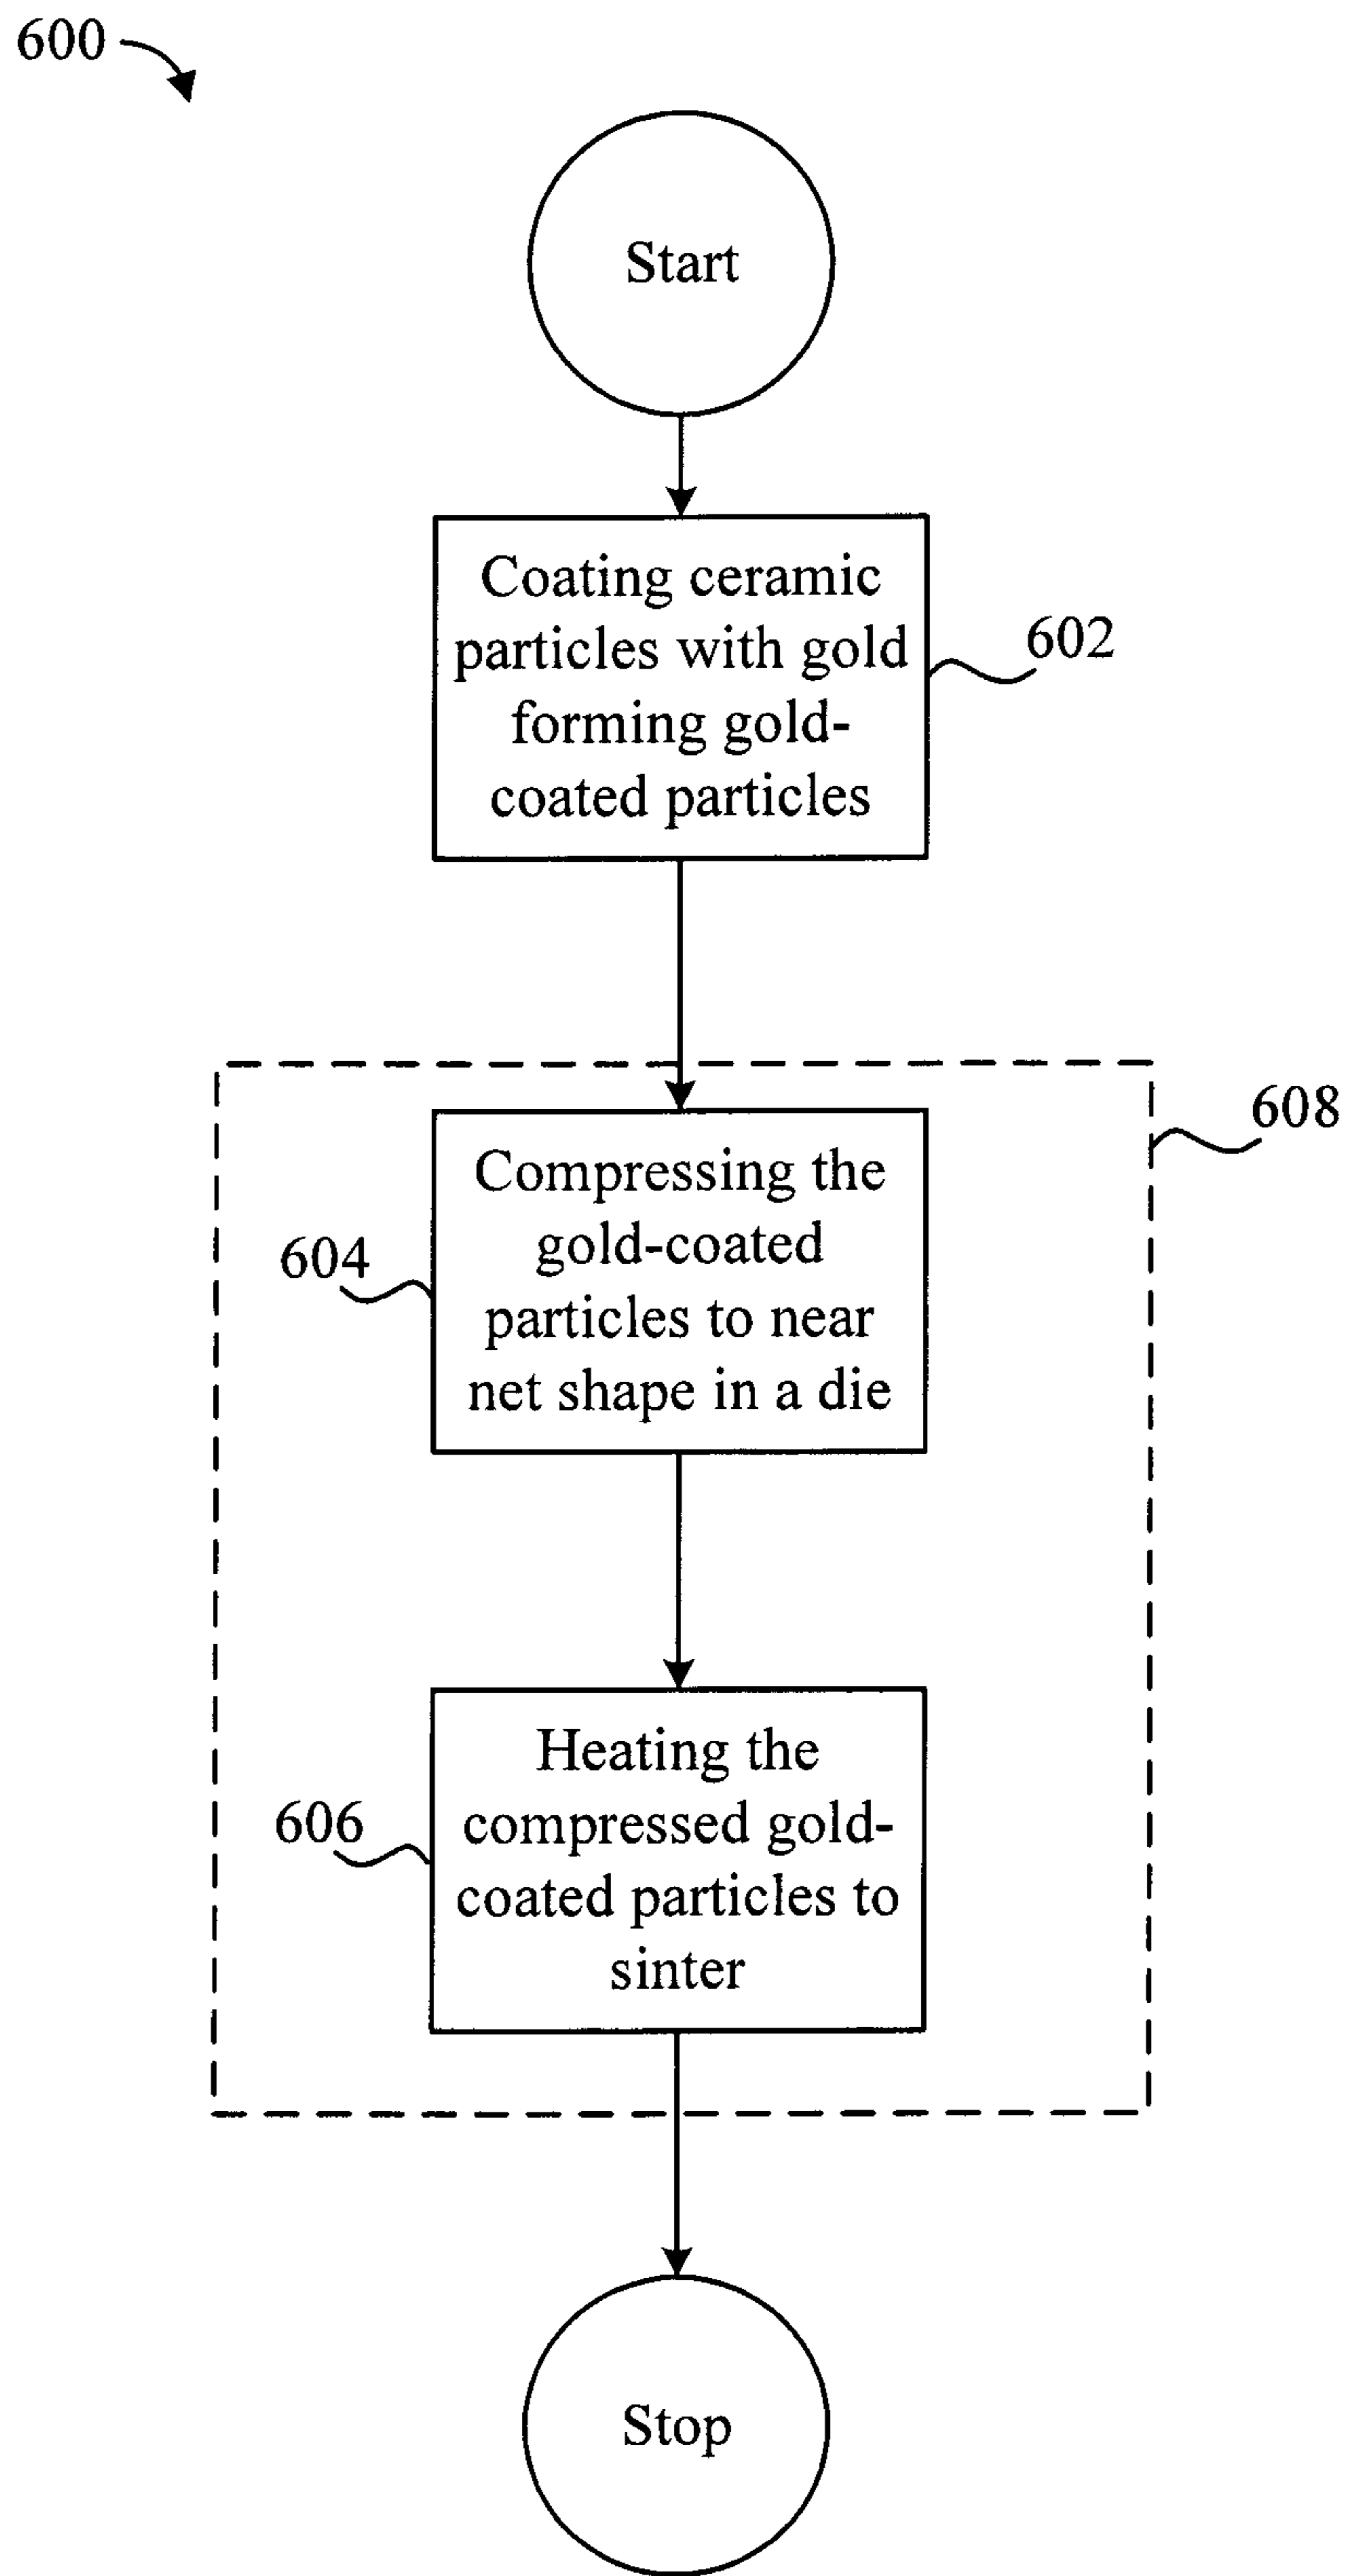 600
Start
Coating ceramic
particles with gold
forming gold-
coated particles
602
608
Compressing the
gold-coated
particles to near
net shape in a die
604
Heating the
compressed gold-
coated particles to
sinter
606
Stop